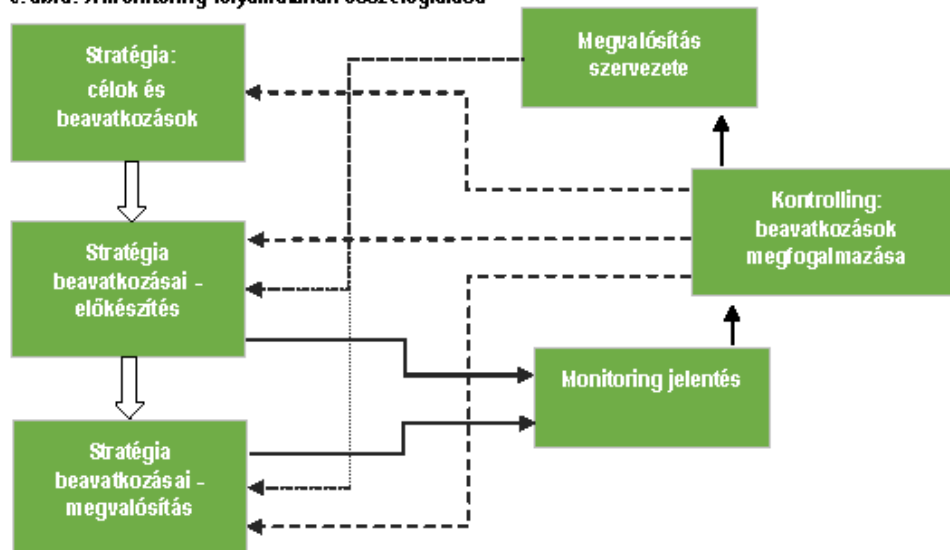 Stratégia:
célok és
beavatkozások
Megvalósítás
szervezete
Kontrolling:
beavatkozások
megfogalmazása
Stratégia
beavatkozásai -
előkészítés
Monitoring jelentés
Stratégia
beavatkozásai -
megvalósítás